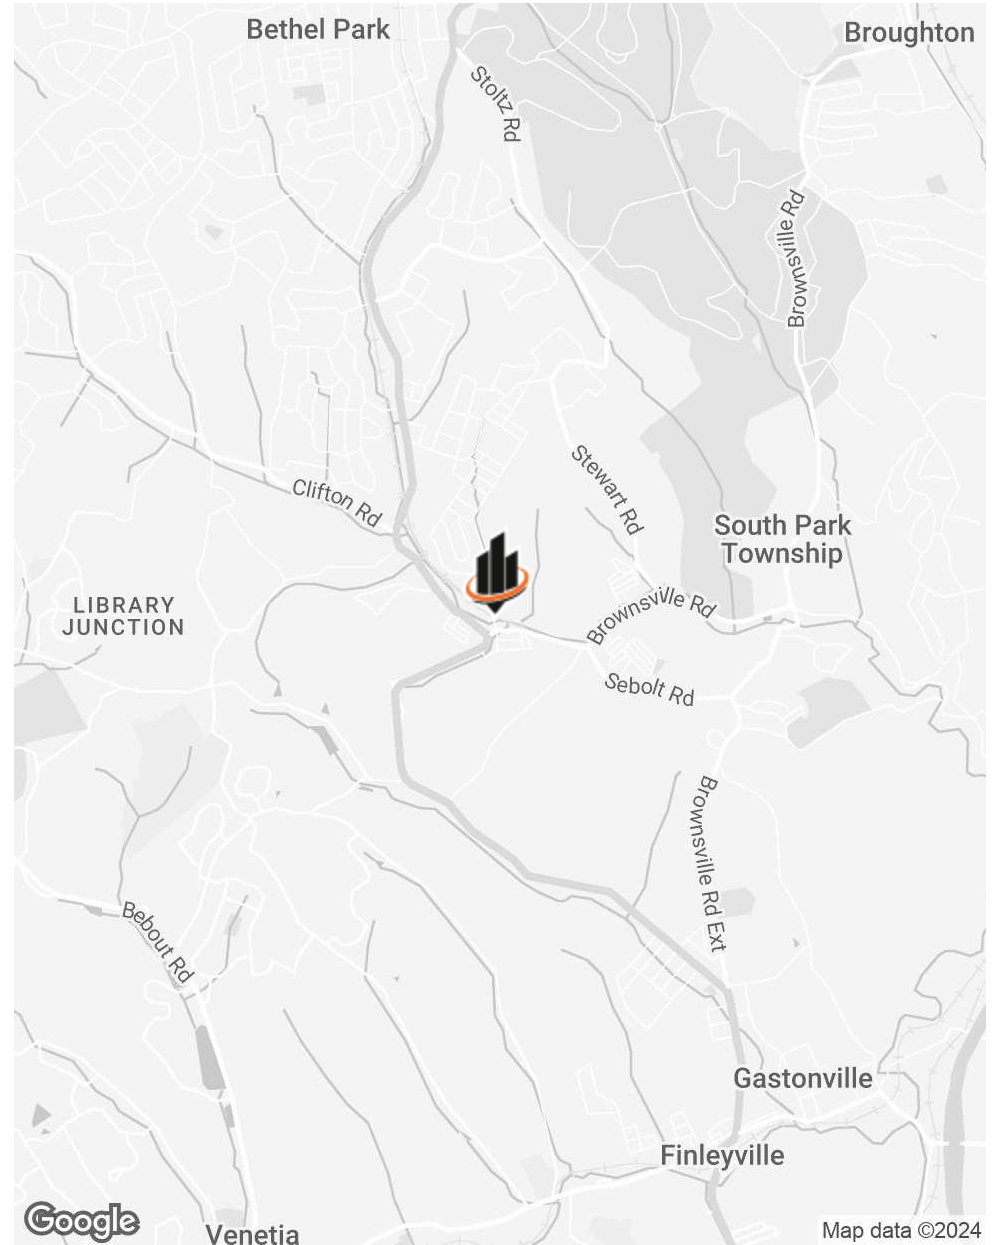 Bethel Park
Broughton
Stoltz Rd
Brownsville Rd
Stewart Rd
Clifton Rd
South Park
Township
LIBRARY
JUNCTION
Brownsville Rd
Sebolt Rd
Brownsville Rd Ext
Bebout Rd
Gastonville
Finleyville
Venetia
Google
Map data ©2024